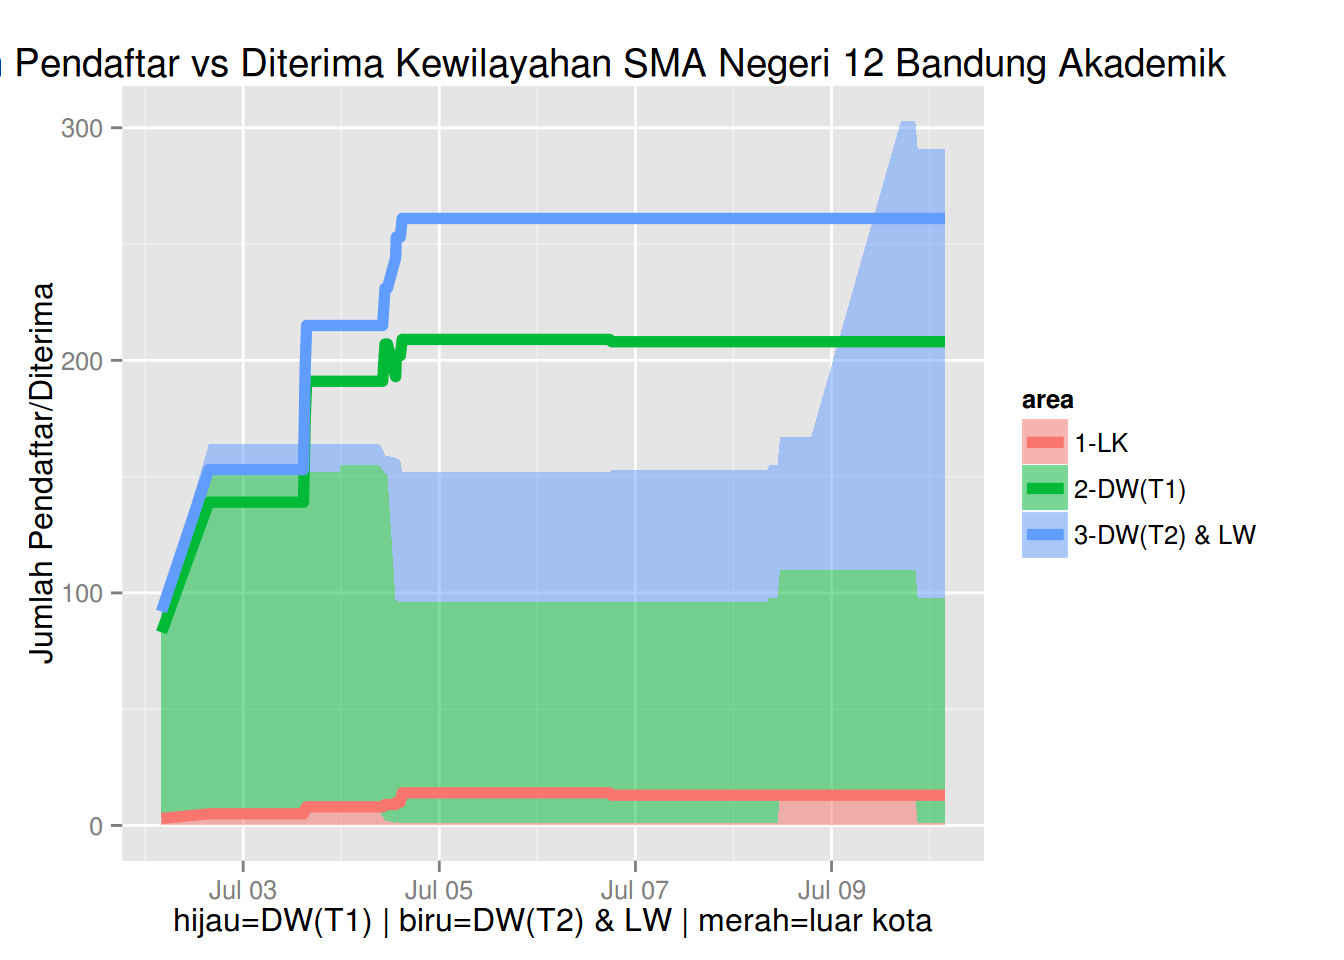 Pendaftar vs Diterima Kewilayahan SMA Negeri 12 Bandung Akademik
300
200
100
0
Jumlah Pendaftar/Diterima
Jul 03
Jul 05
Jul 07
Jul 09
hijau=DW(T1) | biru=DW(T2) & LW | merah=luar kota
area
1-LK
2-DW(T1)
3-DW(T2) & LW